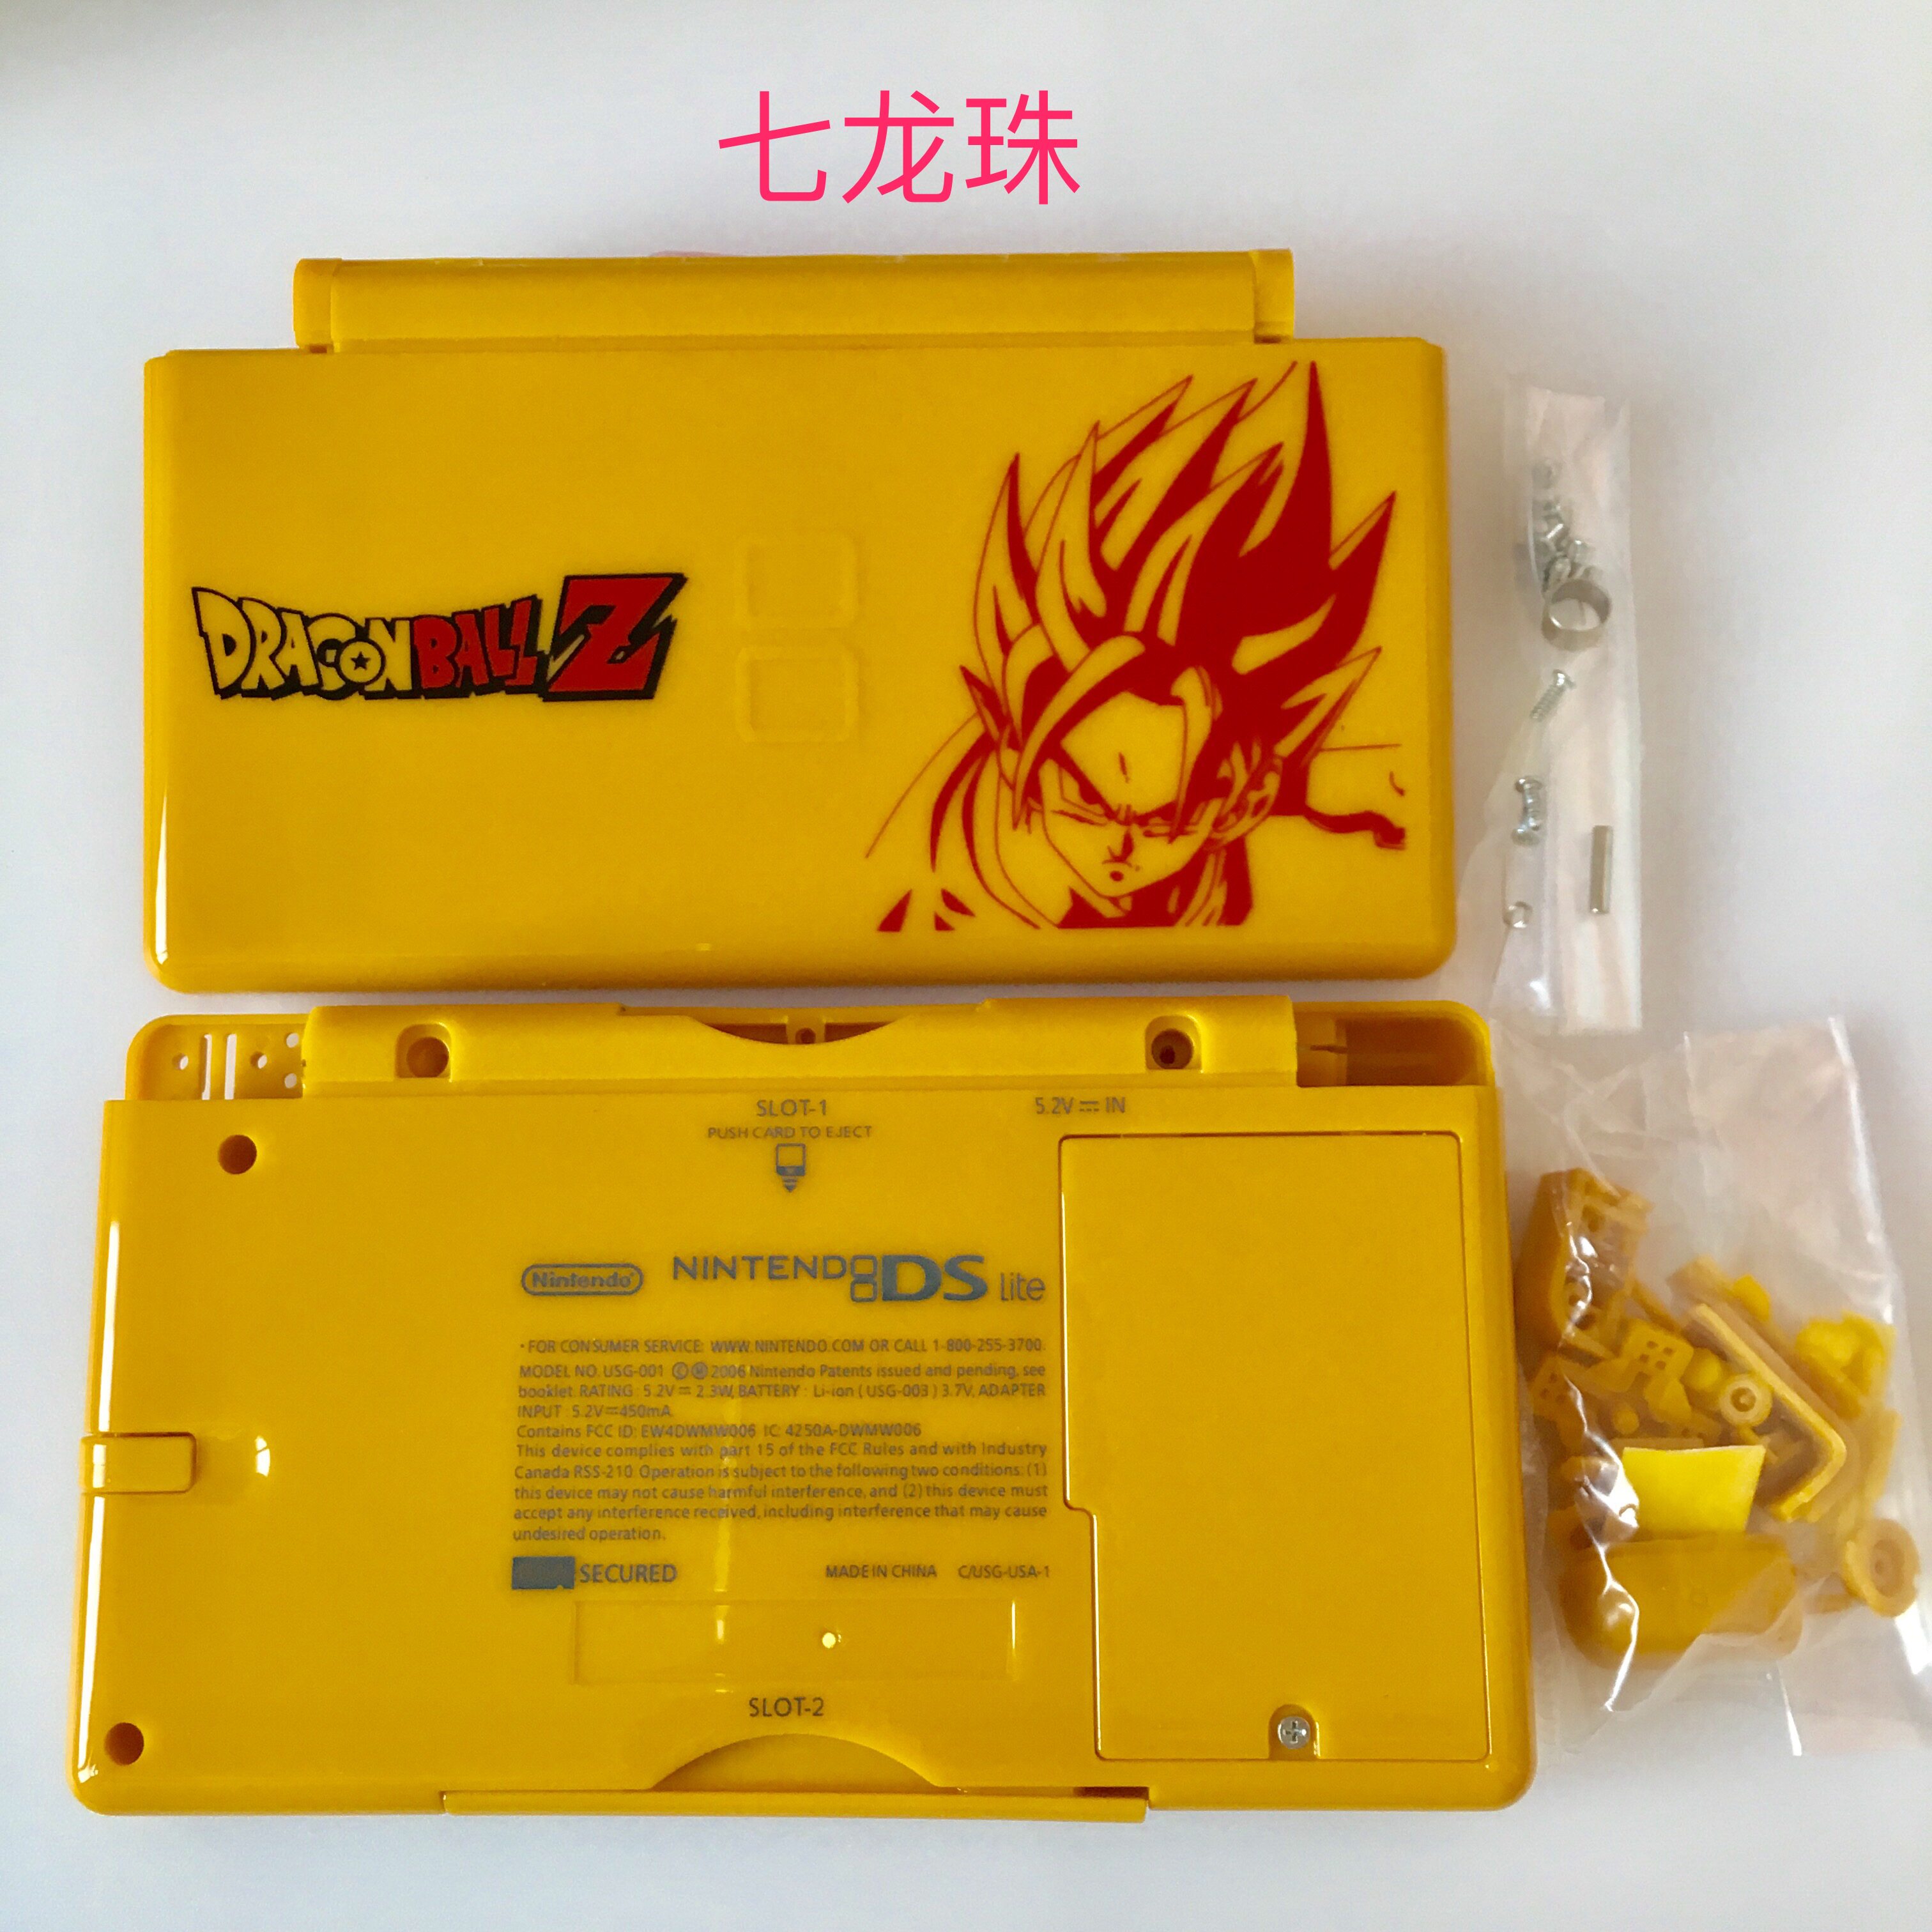 七龙珠
DRAGONBALL Z
SLOT-1
5.2V⎓IN
PUSH CARD TO EJECT
Nintendo
NINTENDO DS Lite
• FOR CONSUMER SERVICE: WWW.NINTENDO.COM OR CALL 1-800-255-3700.
MODEL NO. USG-001 ©Ⓜ2006 Nintendo Patents issued and pending, see
booklet. RATING : 5.2V⎓ 2.3W, BATTERY : Li-ion ( USG-003 ) 3.7V, ADAPTER
INPUT : 5.2V⎓450mA
Contains FCC ID: EW4DWMW006 IC: 4250A-DWMW006
This device complies with part 15 of the FCC Rules and with Industry
Canada RSS-210. Operation is subject to the following two conditions: (1)
this device may not cause harmful interference, and (2) this device must
accept any interference received, including interference that may cause
undesired operation.
SECURED
MADE IN CHINA C/USG-USA-1
SLOT-2